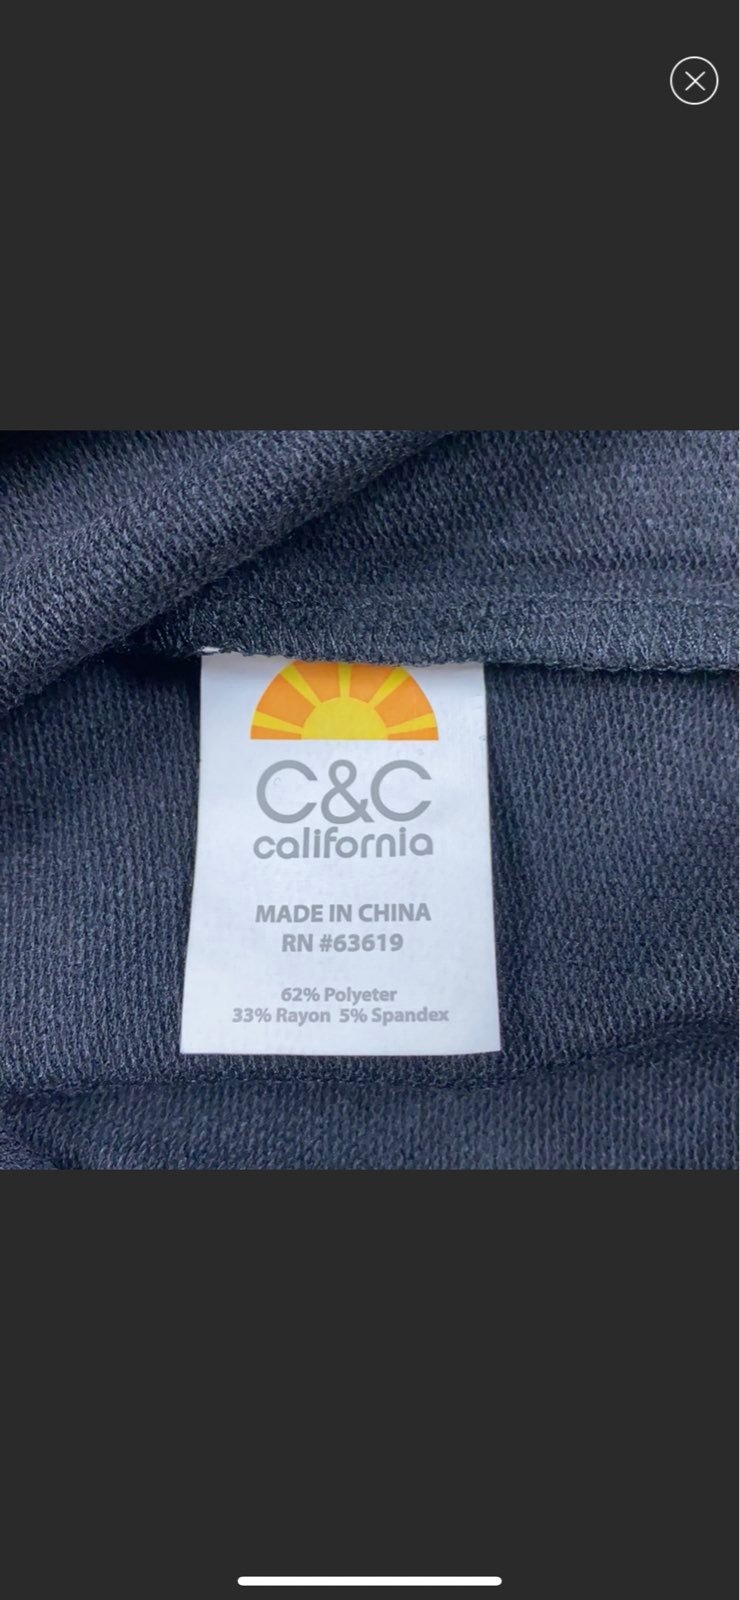 C&C
california
MADE IN CHINA
RN #63619
62% Polyeter
33% Rayon 5% Spandex